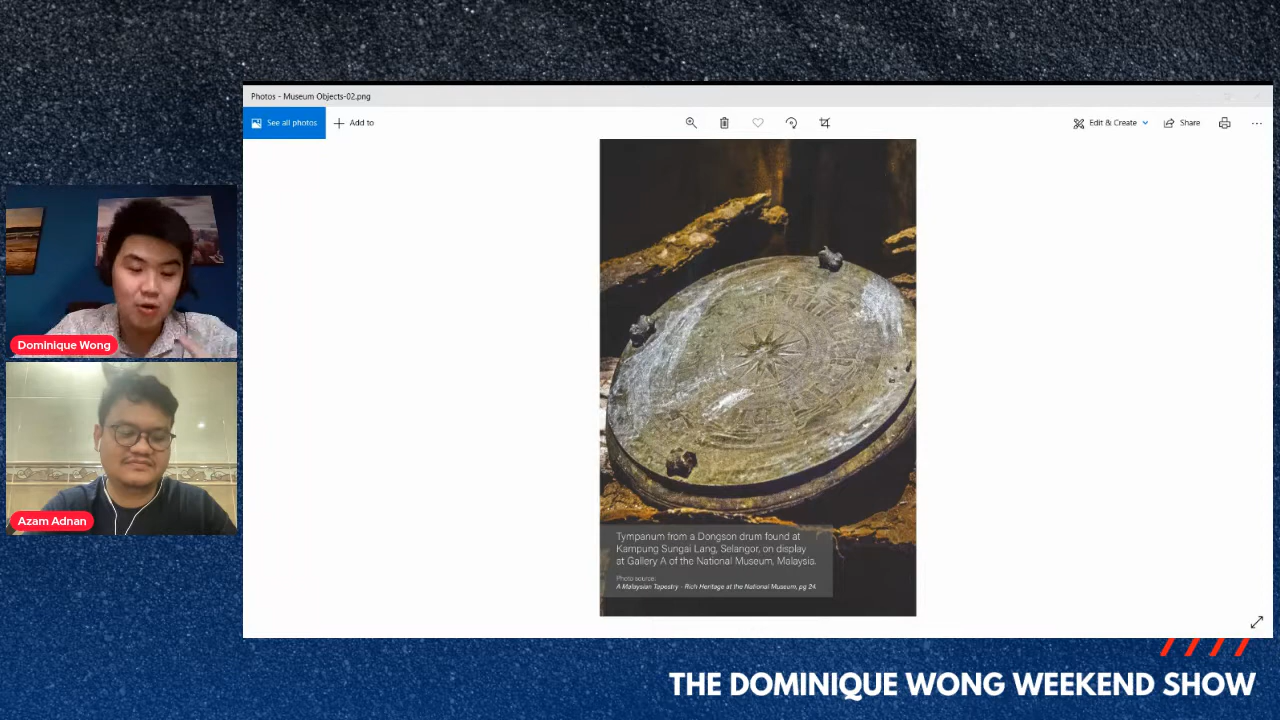 Photos - Museum Objects-02.png
See all photos
Add to
Edit & Create
Share
Dominique Wong
Azam Adnan
Tympanum from a Dongson drum found at
Kampung Sungai Lang, Selangor, on display
at Gallery A of the National Museum, Malaysia.
Photo source:
A Malaysian Tapestry - Rich Heritage at the National Museum, pg 24.
THE DOMINIQUE WONG WEEKEND SHOW